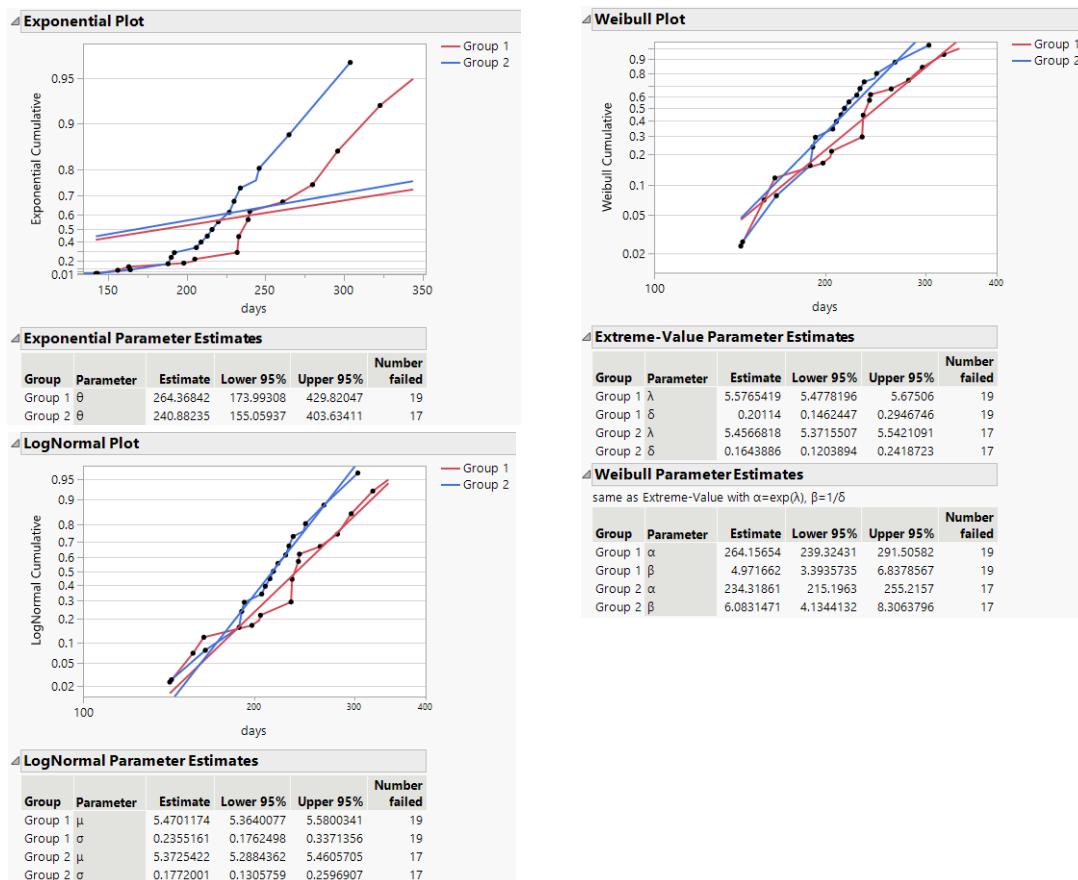 Exponential Plot
Exponential Cumulative
0.95
0.9
0.8
0.7
0.6
0.5
0.4
0.2
0.01
150 200 250 300 350
days
Group 1
Group 2
Exponential Parameter Estimates
Group Parameter Estimate Lower 95% Upper 95% Number failed
Group 1 θ 264.36842 173.99308 429.82047 19
Group 2 θ 240.88235 155.05937 403.63411 17
LogNormal Plot
LogNormal Cumulative
0.95
0.9
0.8
0.7
0.6
0.5
0.4
0.3
0.2
0.1
0.05
0.02
100 200 300 400
days
Group 1
Group 2
LogNormal Parameter Estimates
Group Parameter Estimate Lower 95% Upper 95% Number failed
Group 1 μ 5.4701174 5.3640077 5.5800341 19
Group 1 σ 0.2355161 0.1762498 0.3371356 19
Group 2 μ 5.3725422 5.2884362 5.4605705 17
Group 2 σ 0.1772001 0.1305759 0.2596907 17
Weibull Plot
Weibull Cumulative
0.9
0.8
0.6
0.5
0.4
0.3
0.2
0.1
0.05
0.02
100 200 300 400
days
Group 1
Group 2
Extreme-Value Parameter Estimates
Group Parameter Estimate Lower 95% Upper 95% Number failed
Group 1 λ 5.5765419 5.4778196 5.67506 19
Group 1 δ 0.20114 0.1462447 0.2946746 19
Group 2 λ 5.4566818 5.3715507 5.5421091 17
Group 2 δ 0.1643886 0.1203894 0.2418723 17
Weibull Parameter Estimates
same as Extreme-Value with α=exp(λ), β=1/δ
Group Parameter Estimate Lower 95% Upper 95% Number failed
Group 1 α 264.15654 239.32431 291.50582 19
Group 1 β 4.971662 3.3935735 6.8378567 19
Group 2 α 234.31861 215.1963 255.2157 17
Group 2 β 6.0831471 4.1344132 8.3063796 17